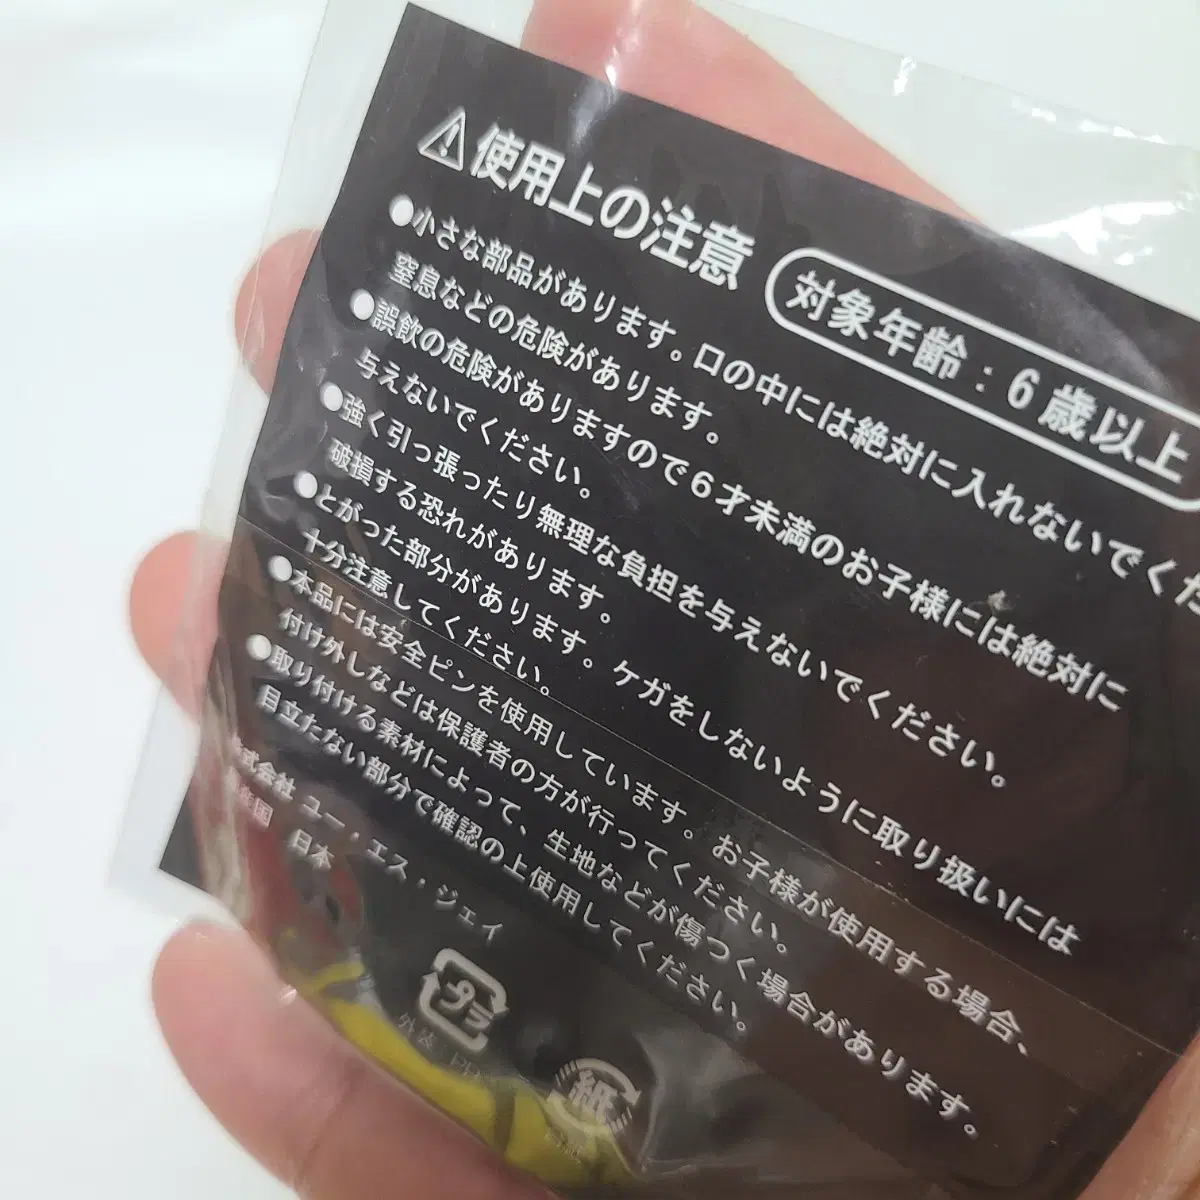 ⚠使用上の注意
対象年齢：6歳以上
●小さな部品があります。口の中には絶対に入れないでくだ
窒息などの危険があります。
●誤飲の危険がありますので6才未満のお子様には絶対に
与えないでください。
●強く引っ張ったり無理な負担を与えないでください。
破損する恐れがあります。
●とがった部分があります。ケガをしないように取り扱いには
十分注意してください。
●本品には安全ピンを使用しています。お子様が使用する場合、
付け外しなどは保護者の方が行ってください。
●取り付ける素材によって、生地などが傷つく場合があります。
目立たない部分で確認の上使用してください。
株式会社 ユー・エス・ジェイ
産国 日本
プラ
外装
紙